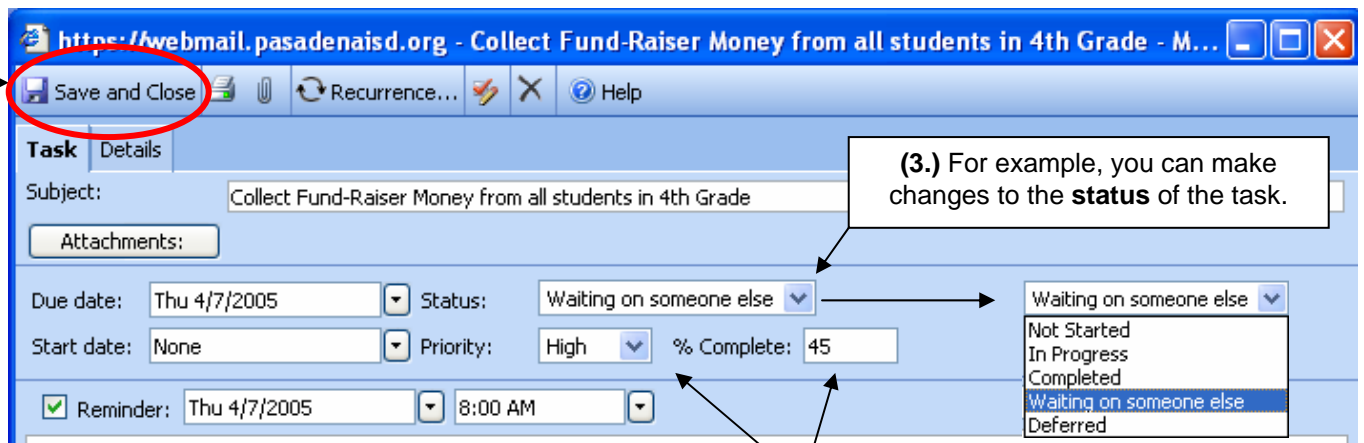 https://webmail.pasadenaisd.org - Collect Fund-Raiser Money from all students in 4th Grade - M...
Save and Close Recurrence... Help
Task Details
(3.) For example, you can make
changes to the status of the task.
Subject: Collect Fund-Raiser Money from all students in 4th Grade
Attachments:
Due date: Thu 4/7/2005 Status: Waiting on someone else Waiting on someone else
Start date: None Priority: High % Complete: 45
Not Started
In Progress
Completed
Waiting on someone else
Deferred
Reminder: Thu 4/7/2005 8:00 AM